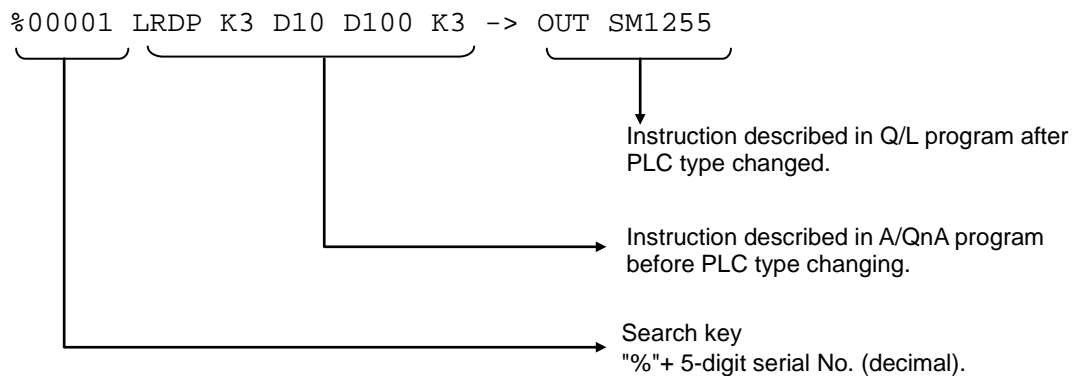 %00001 LRDP K3 D10 D100 K3 -> OUT SM1255
Instruction described in Q/L program after
PLC type changed.
Instruction described in A/QnA program
before PLC type changing.
Search key
"%"+ 5-digit serial No. (decimal).